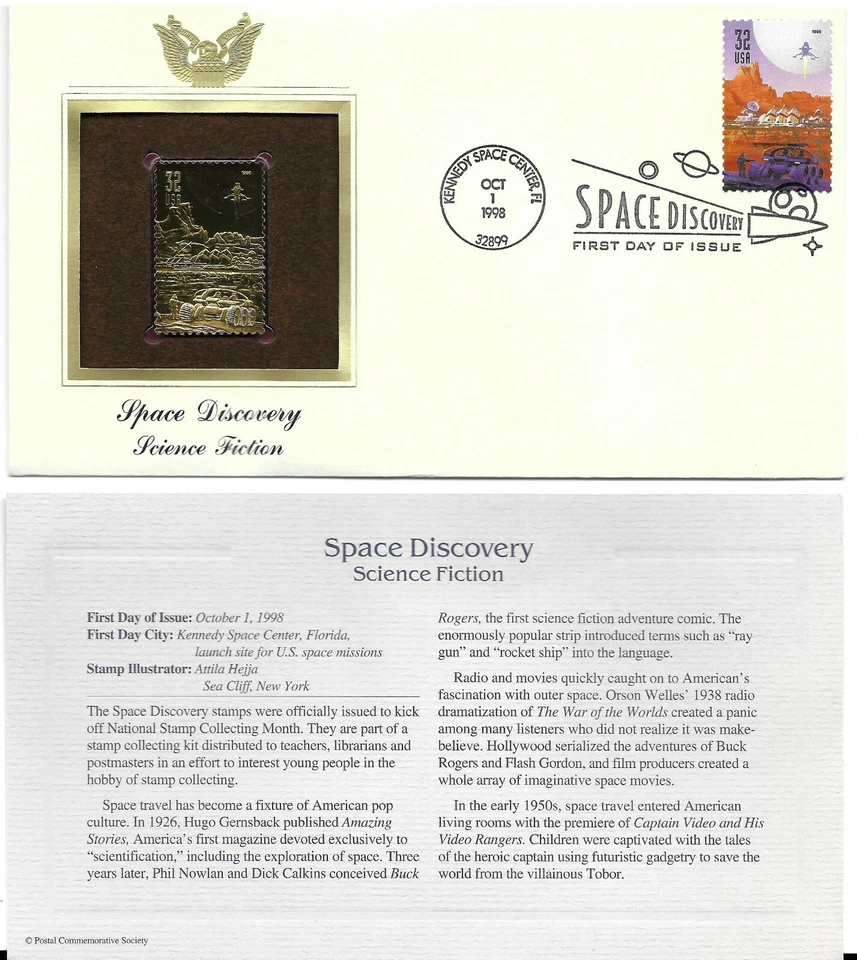 32
USA
1998
32
USA
1998
KENNEDY SPACE CENTER, FL
OCT
1
1998
32899
SPACE DISCOVERY
FIRST DAY OF ISSUE
Space Discovery
Science Fiction
Space Discovery
Science Fiction
First Day of Issue: October 1, 1998
First Day City: Kennedy Space Center, Florida,
launch site for U.S. space missions
Stamp Illustrator: Attila Hejja
Sea Cliff, New York
The Space Discovery stamps were officially issued to kick
off National Stamp Collecting Month. They are part of a
stamp collecting kit distributed to teachers, librarians and
postmasters in an effort to interest young people in the
hobby of stamp collecting.
Space travel has become a fixture of American pop
culture. In 1926, Hugo Gernsback published Amazing
Stories, America's first magazine devoted exclusively to
“scientifiction,” including the exploration of space. Three
years later, Phil Nowlan and Dick Calkins conceived Buck
Rogers, the first science fiction adventure comic. The
enormously popular strip introduced terms such as “ray
gun” and “rocket ship” into the language.
Radio and movies quickly caught on to American's
fascination with outer space. Orson Welles' 1938 radio
dramatization of The War of the Worlds created a panic
among many listeners who did not realize it was make-
believe. Hollywood serialized the adventures of Buck
Rogers and Flash Gordon, and film producers created a
whole array of imaginative space movies.
In the early 1950s, space travel entered American
living rooms with the premiere of Captain Video and His
Video Rangers. Children were captivated with the tales
of the heroic captain using futuristic gadgetry to save the
world from the villainous Tobor.
© Postal Commemorative Society